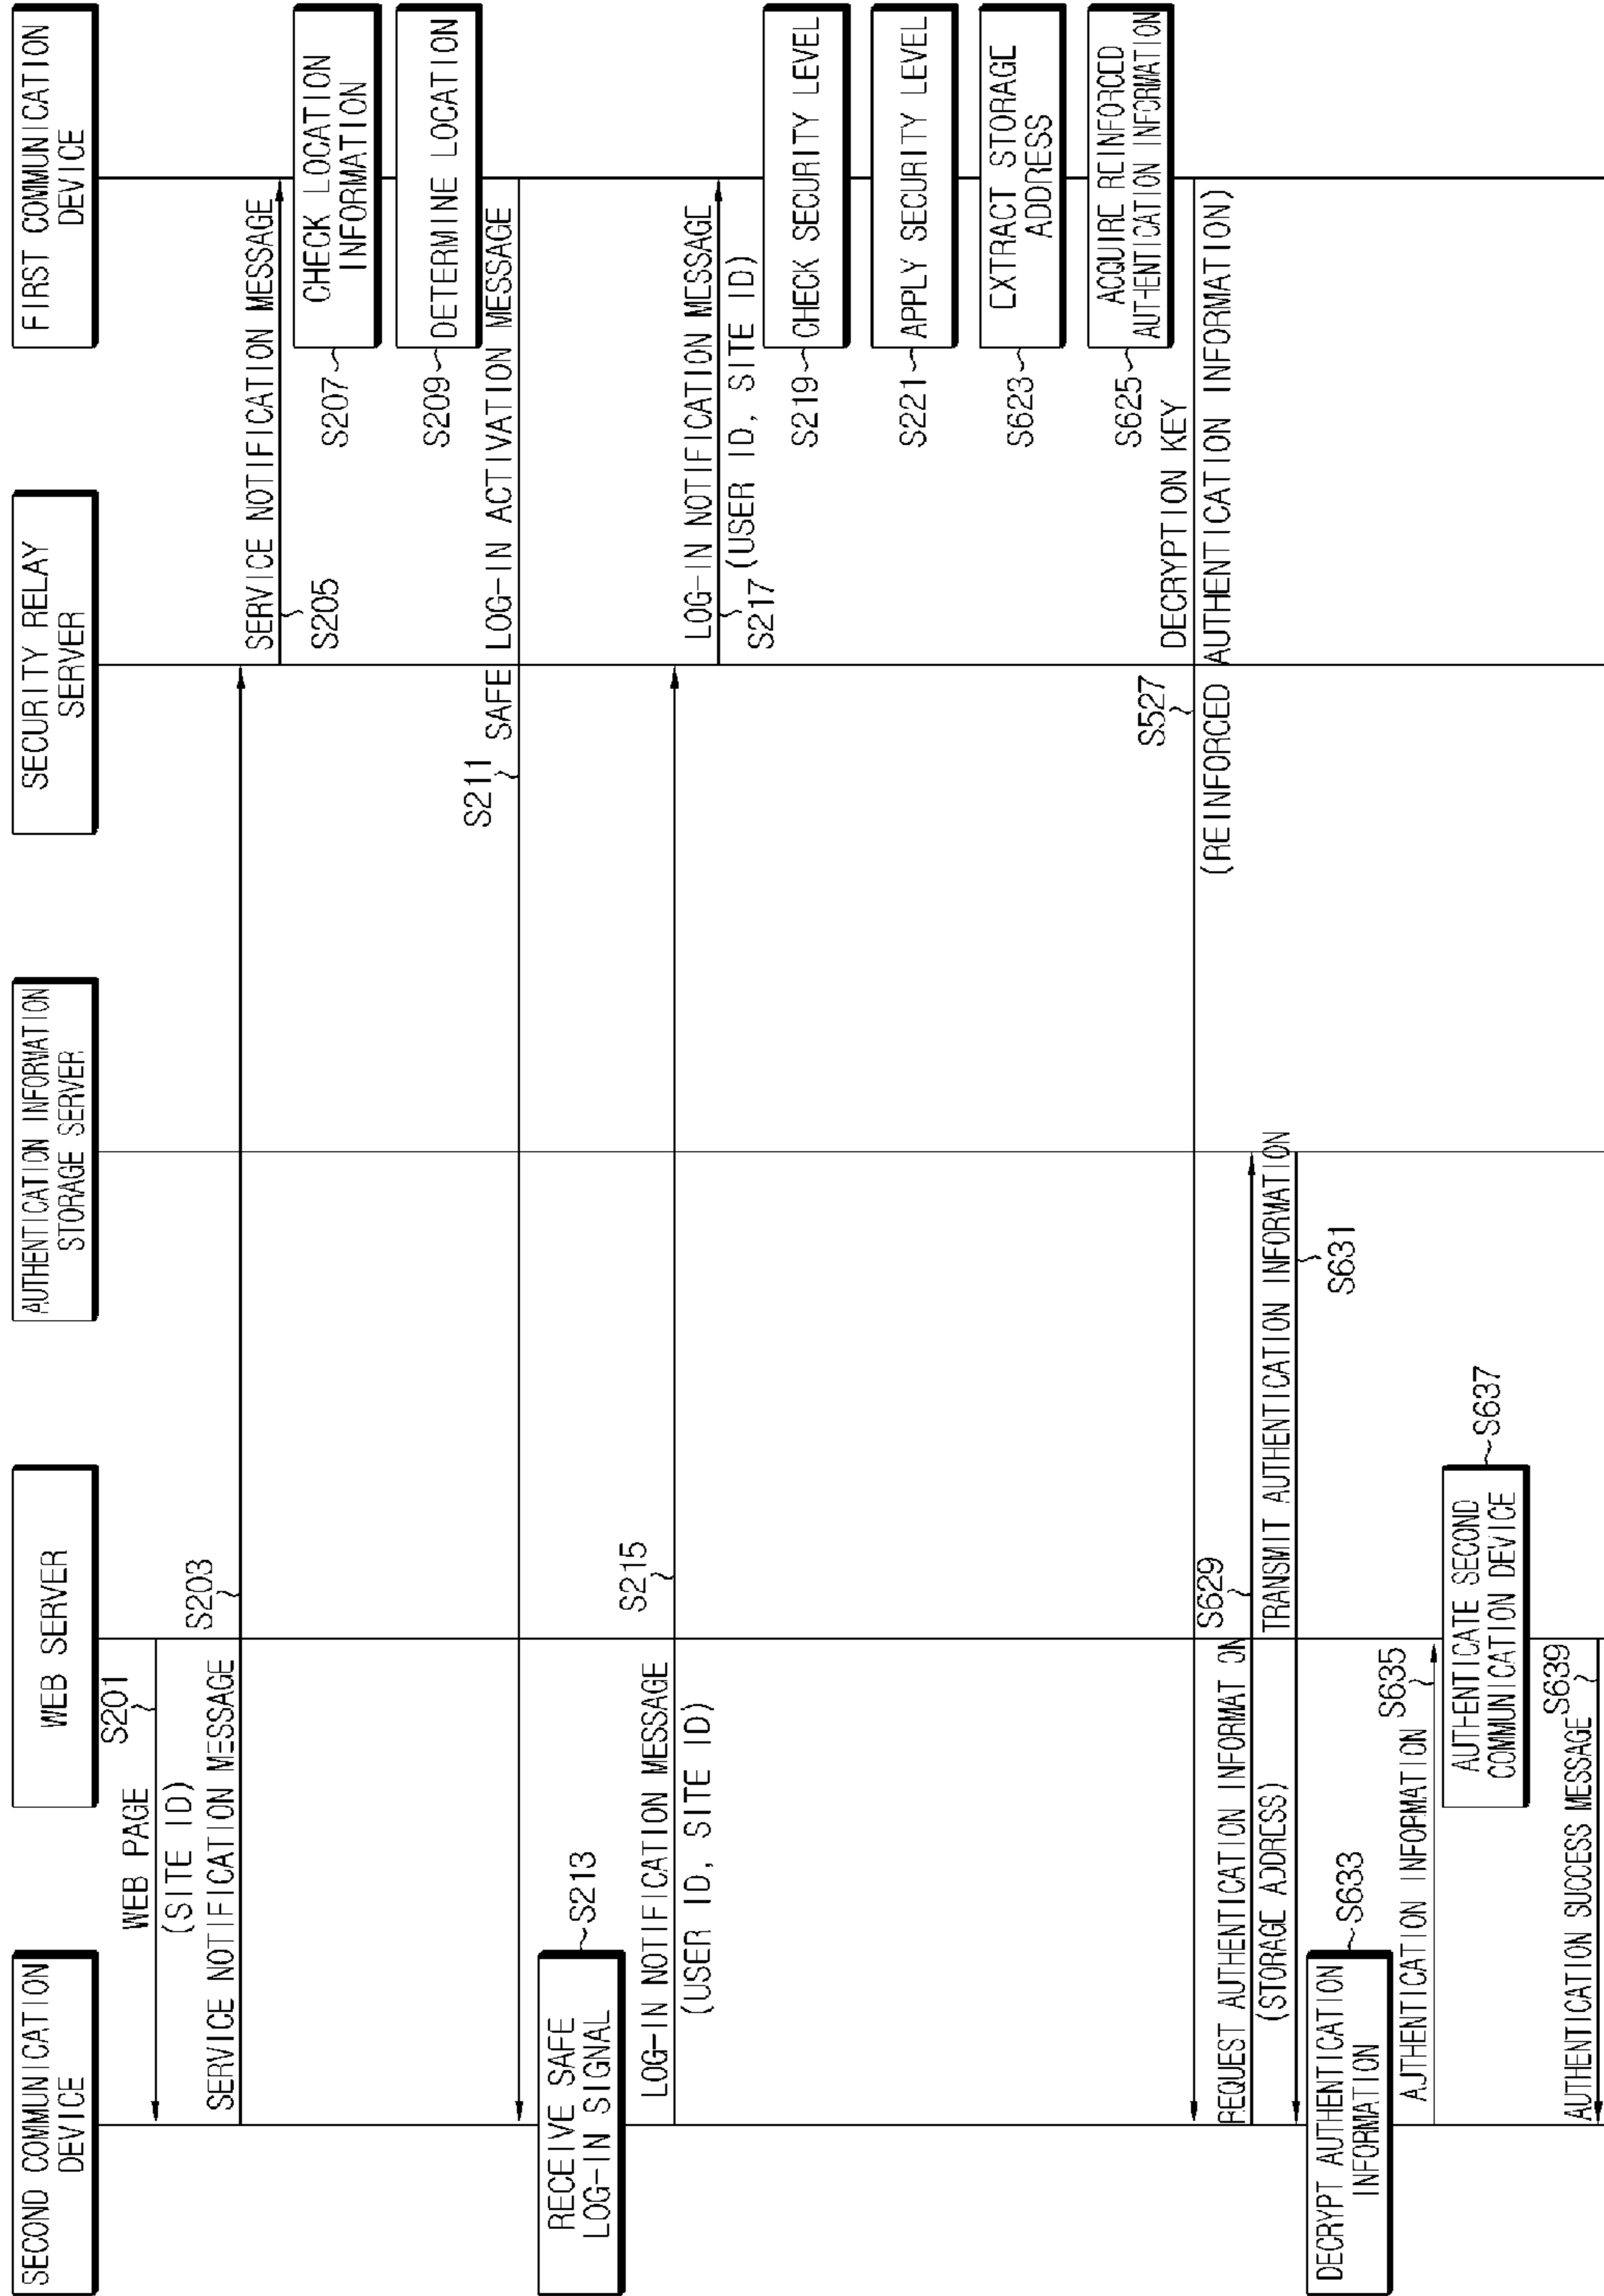 SECOND COMMUNICATION
DEVICE
WEB SERVER
AUTHENTICATION INFORMATION
STORAGE SERVER
SECURITY RELAY
SERVER
FIRST COMMUNICATION
DEVICE
WEB PAGE
S201
(SITE ID)
SERVICE NOTIFICATION MESSAGE
S203
SERVICE NOTIFICATION MESSAGE
S205
S207
CHECK LOCATION
INFORMATION
S209
DETERMINE LOCATION
S211
SAFE LOG-IN ACTIVATION MESSAGE
RECEIVE SAFE
LOG-IN SIGNAL
S213
LOG-IN NOTIFICATION MESSAGE
S215
(USER ID, SITE ID)
LOG-IN NOTIFICATION MESSAGE
S217
(USER ID, SITE ID)
S219
CHECK SECURITY LEVEL
S221
APPLY SECURITY LEVEL
S623
EXTRACT STORAGE
ADDRESS
S625
ACQUIRE REINFORCED
AUTHENTICATION INFORMATION
S527
DECRYPTION KEY
(REINFORCED AUTHENTICATION INFORMATION)
REQUEST AUTHENTICATION INFORMAT ON
S629
(STORAGE ADDRESS)
TRANSMIT AUTHENTICATION INFORMATION
S631
DECRYPT AUTHENTICATION
INFORMATION
S633
AUTHENTICATION INFORMATION
S635
AUTHENTICATE SECOND
COMMUNICATION DEVICE
S637
AUTHENTICATION SUCCESS MESSAGE
S639